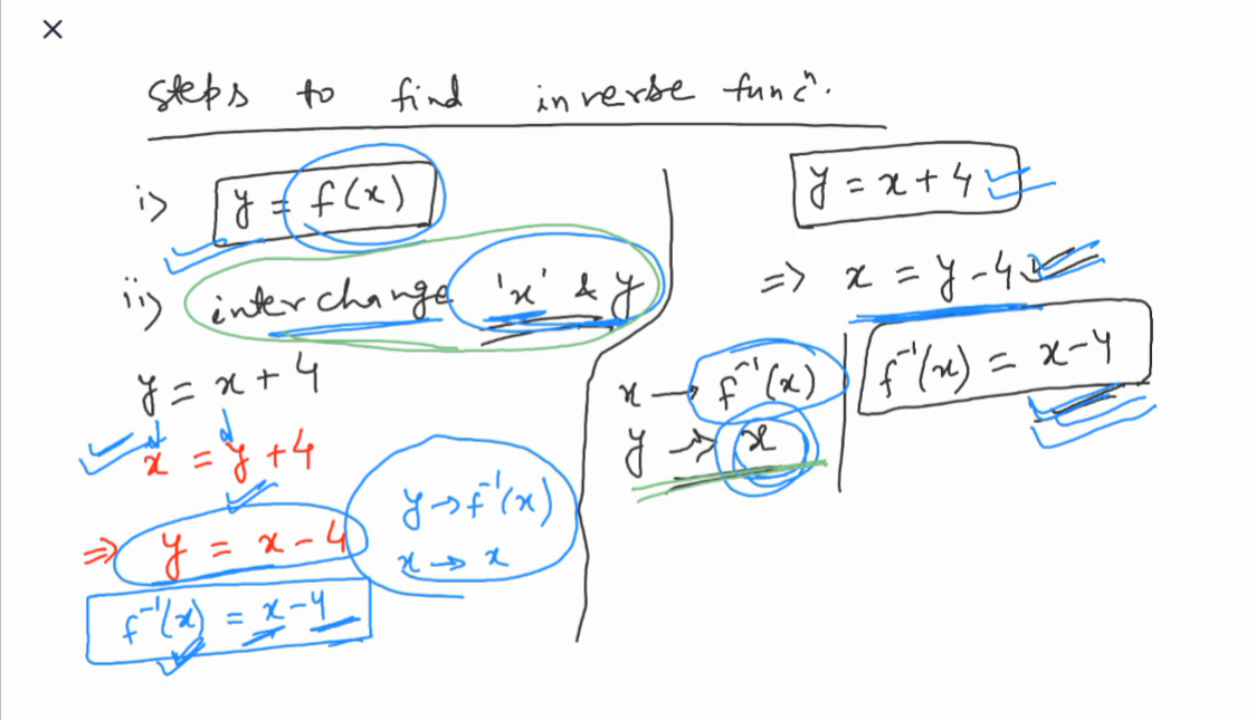 steps to find inverse funcⁿ.
i) y = f(x)
ii) interchange 'x' & y
y = x + 4
x = y + 4
⇒ y = x - 4
f⁻¹(x) = x - 4
y → f⁻¹(x)
x → x
y = x + 4
⇒ x = y - 4
x → f⁻¹(x)
y → x
f⁻¹(x) = x - 4